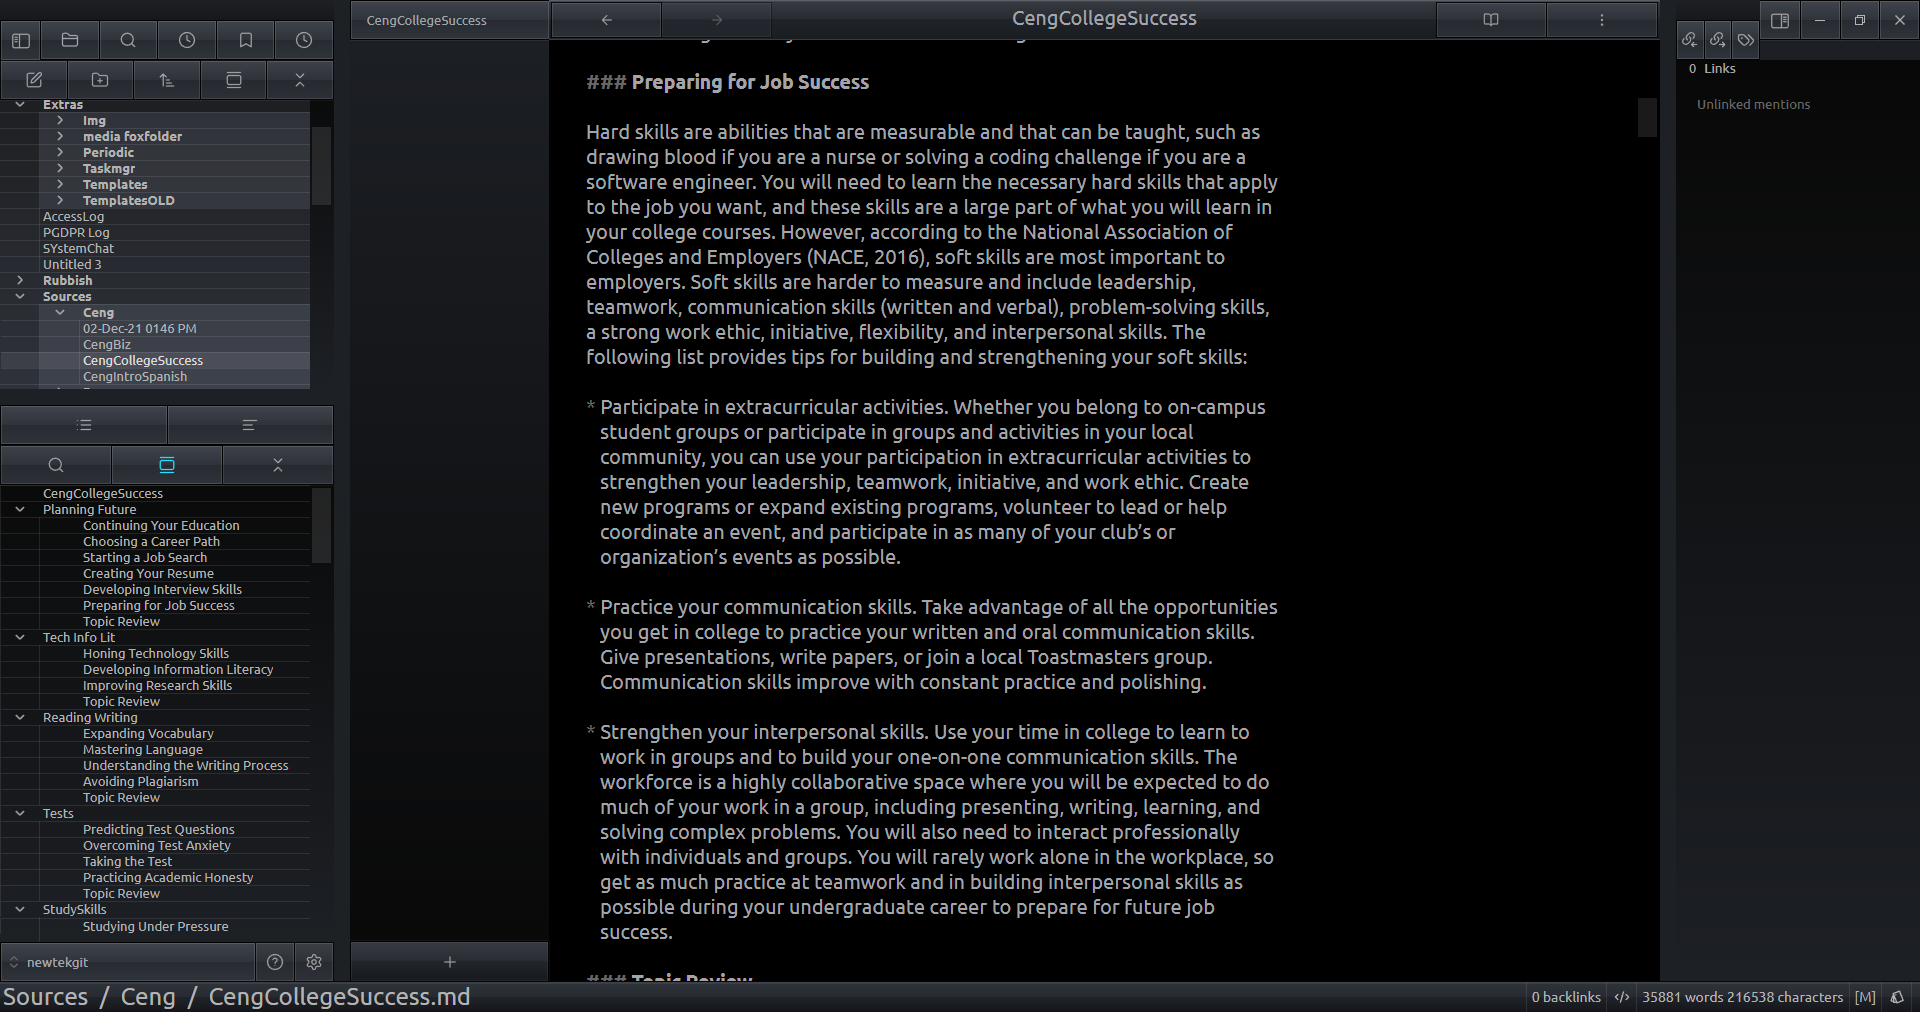 CengCollegeSuccess
CengCollegeSuccess
Extras
Img
media foxfolder
Periodic
Taskmgr
Templates
TemplatesOLD
AccessLog
PGDPR Log
SYstemChat
Untitled 3
Rubbish
Sources
Ceng
02-Dec-21 0146 PM
CengBiz
CengCollegeSuccess
CengIntroSpanish
CengCollegeSuccess
Planning Future
Continuing Your Education
Choosing a Career Path
Starting a Job Search
Creating Your Resume
Developing Interview Skills
Preparing for Job Success
Topic Review
Tech Info Lit
Honing Technology Skills
Developing Information Literacy
Improving Research Skills
Topic Review
Reading Writing
Expanding Vocabulary
Mastering Language
Understanding the Writing Process
Avoiding Plagiarism
Topic Review
Tests
Predicting Test Questions
Overcoming Test Anxiety
Taking the Test
Practicing Academic Honesty
Topic Review
StudySkills
Studying Under Pressure
newtekgit
### Preparing for Job Success
Hard skills are abilities that are measurable and that can be taught, such as
drawing blood if you are a nurse or solving a coding challenge if you are a
software engineer. You will need to learn the necessary hard skills that apply
to the job you want, and these skills are a large part of what you will learn in
your college courses. However, according to the National Association of
Colleges and Employers (NACE, 2016), soft skills are most important to
employers. Soft skills are harder to measure and include leadership,
teamwork, communication skills (written and verbal), problem-solving skills,
a strong work ethic, initiative, flexibility, and interpersonal skills. The
following list provides tips for building and strengthening your soft skills:
* Participate in extracurricular activities. Whether you belong to on-campus
student groups or participate in groups and activities in your local
community, you can use your participation in extracurricular activities to
strengthen your leadership, teamwork, initiative, and work ethic. Create
new programs or expand existing programs, volunteer to lead or help
coordinate an event, and participate in as many of your club’s or
organization’s events as possible.
* Practice your communication skills. Take advantage of all the opportunities
you get in college to practice your written and oral communication skills.
Give presentations, write papers, or join a local Toastmasters group.
Communication skills improve with constant practice and polishing.
* Strengthen your interpersonal skills. Use your time in college to learn to
work in groups and to build your one-on-one communication skills. The
workforce is a highly collaborative space where you will be expected to do
much of your work in a group, including presenting, writing, learning, and
solving complex problems. You will also need to interact professionally
with individuals and groups. You will rarely work alone in the workplace, so
get as much practice at teamwork and in building interpersonal skills as
possible during your undergraduate career to prepare for future job
success.
### Topic Review
0 Links
Unlinked mentions
Sources / Ceng / CengCollegeSuccess.md
0 backlinks </> 35881 words 216538 characters [M]